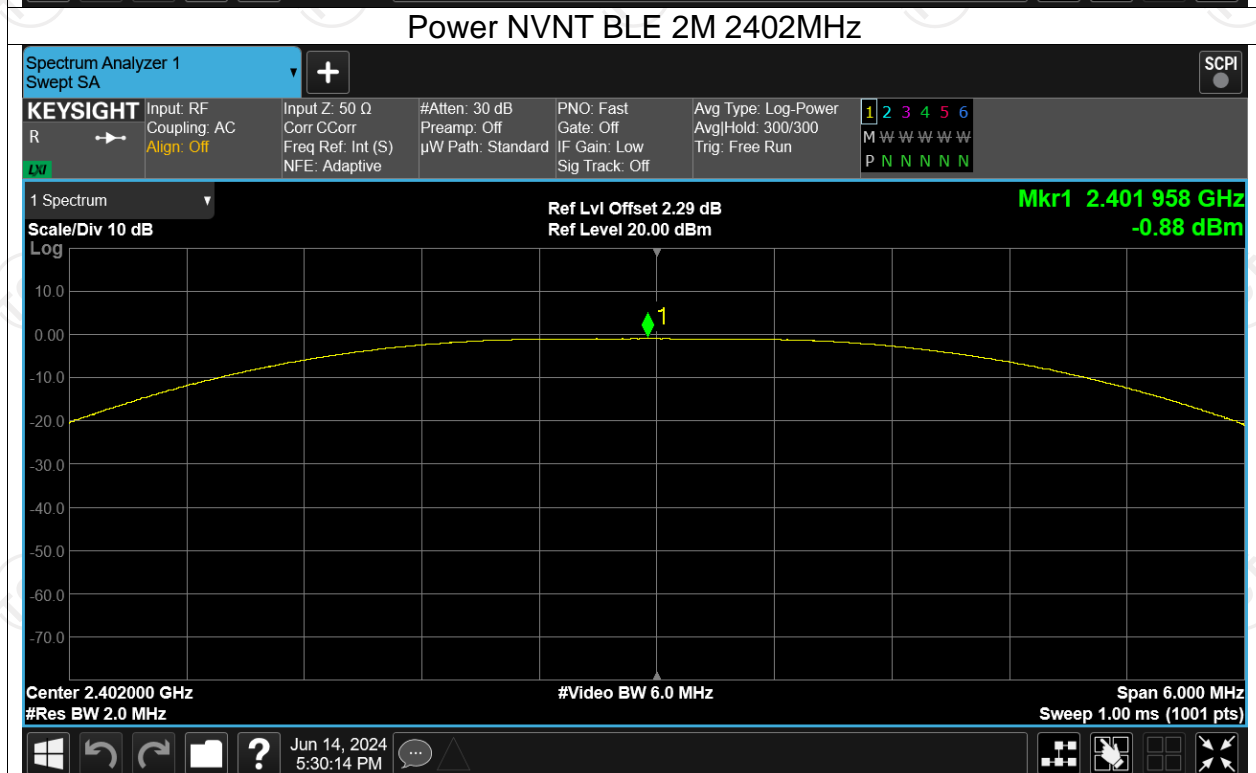 Power NVNT BLE 2M 2402MHz
Spectrum Analyzer 1
Swept SA
+
SCPI
KEYSIGHT
R
LXI
Input: RF
Coupling: AC
Align: Off
Input Z: 50 Ω
Corr CCorr
Freq Ref: Int (S)
NFE: Adaptive
#Atten: 30 dB
Preamp: Off
µW Path: Standard
PNO: Fast
Gate: Off
IF Gain: Low
Sig Track: Off
Avg Type: Log-Power
Avg|Hold: 300/300
Trig: Free Run
1 2 3 4 5 6
M W W W W W
P N N N N N
1 Spectrum
Scale/Div 10 dB
Ref Lvl Offset 2.29 dB
Ref Level 20.00 dBm
Mkr1 2.401 958 GHz
-0.88 dBm
Log
10.0
0.00
-10.0
-20.0
-30.0
-40.0
-50.0
-60.0
-70.0
1
Center 2.402000 GHz
#Video BW 6.0 MHz
Span 6.000 MHz
#Res BW 2.0 MHz
Sweep 1.00 ms (1001 pts)
?
Jun 14, 2024
5:30:14 PM